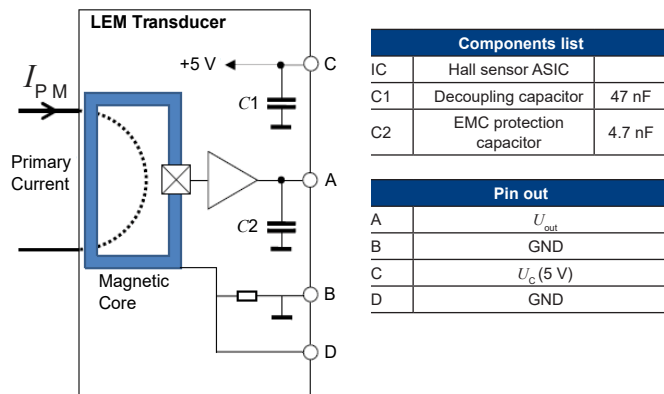 LEM Transducer
+5 V
C
C1
I P M
Primary
Current
A
C2
Magnetic
Core
B
D
Components list
IC Hall sensor ASIC
C1 Decoupling capacitor 47 nF
C2 EMC protection capacitor 4.7 nF
Pin out
A U out
B GND
C U C (5 V)
D GND